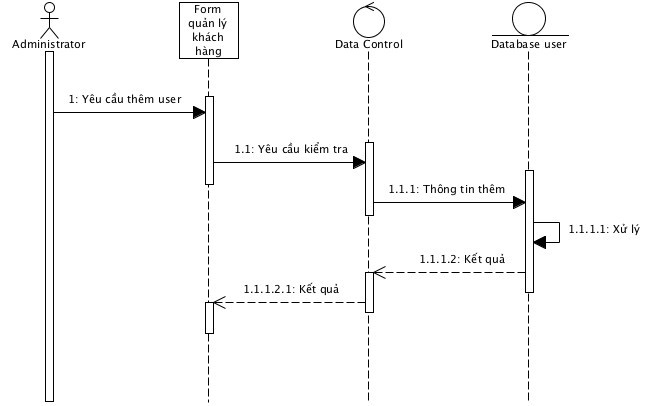 Form
quản lý
khách
hàng
Administrator
Data Control
Database user
1: Yêu cầu thêm user
1.1: Yêu cầu kiểm tra
1.1.1: Thông tin thêm
1.1.1.1: Xử lý
1.1.1.2: Kết quả
1.1.1.2.1: Kết quả